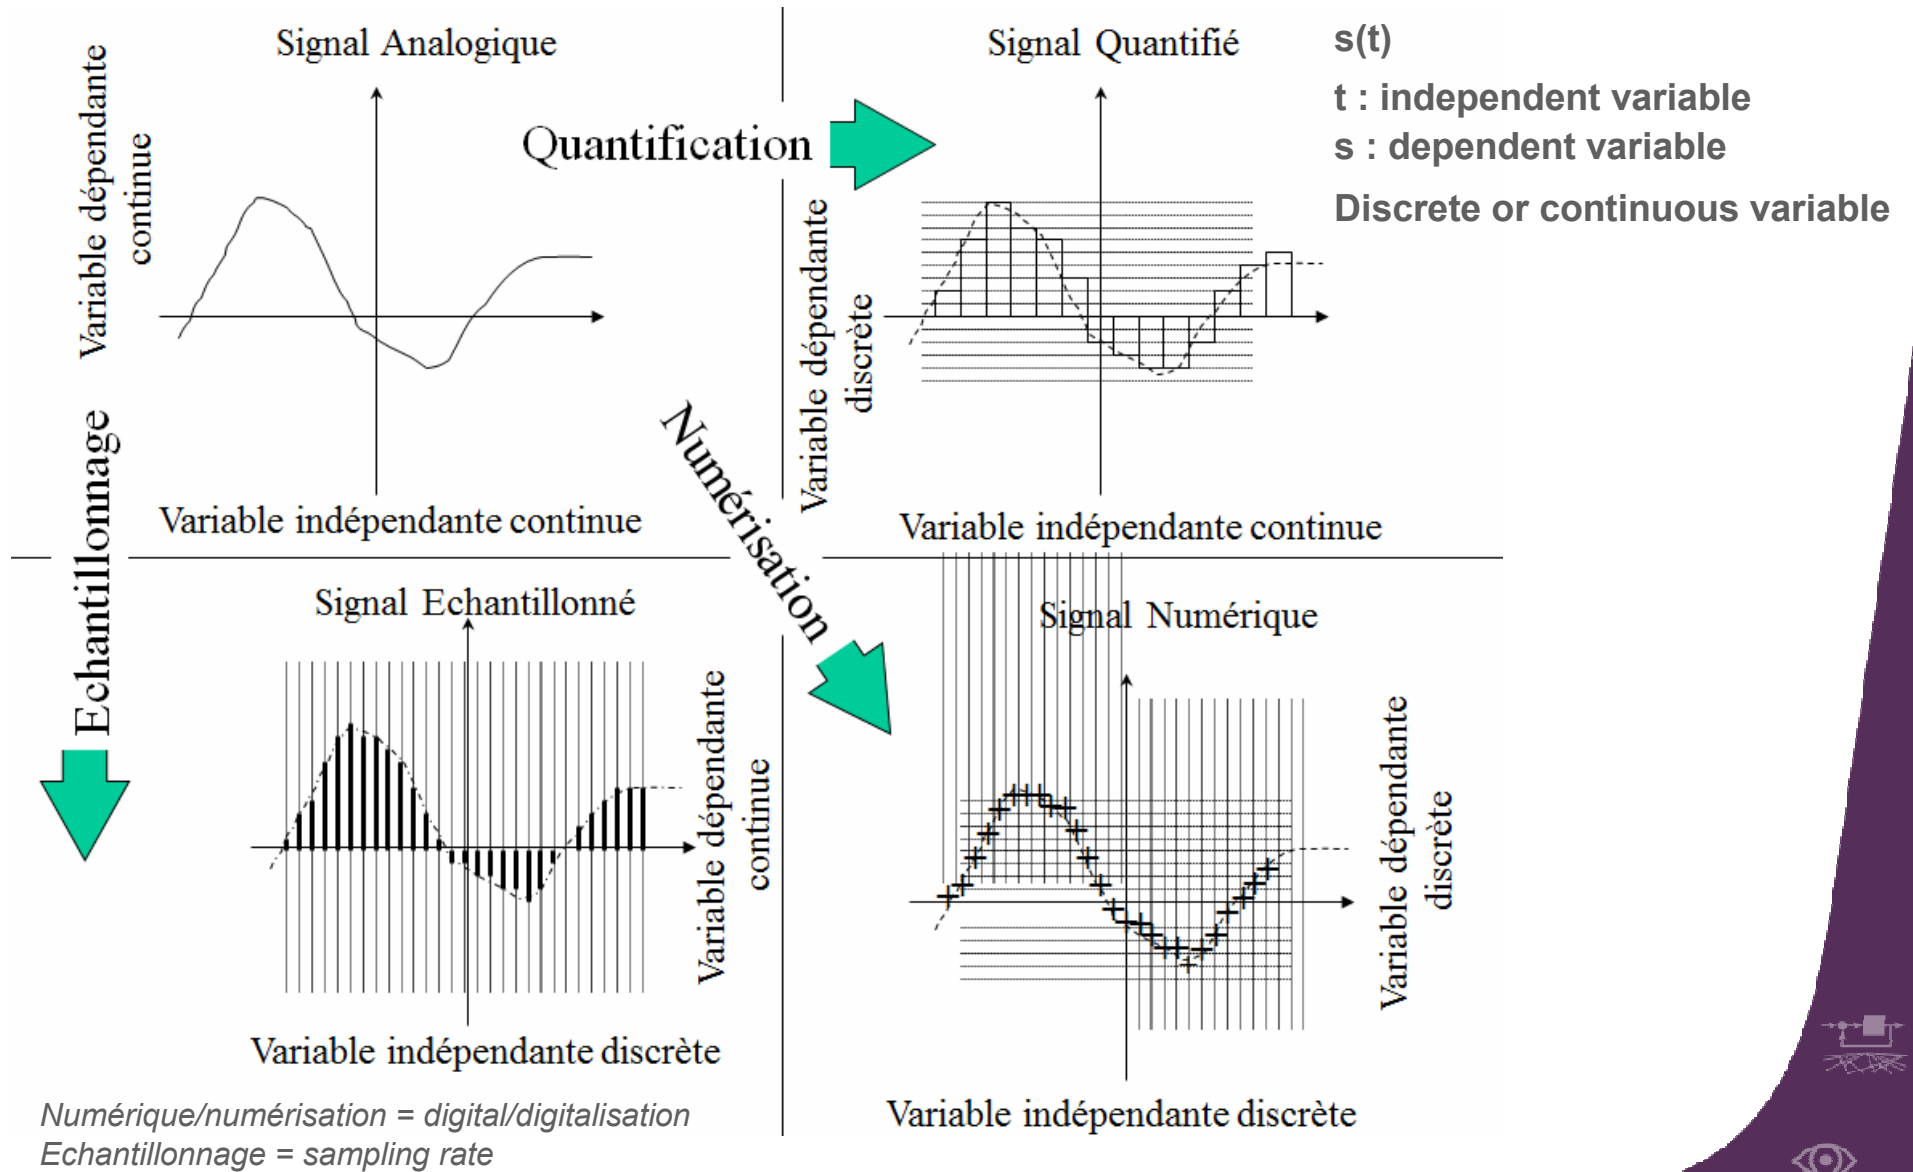 Signal Analogique
Variable dépendante
continue
Variable indépendante continue
Quantification
Signal Quantifié
Variable dépendante
discrète
Variable indépendante continue
s(t)
t : independent variable
s : dependent variable
Discrete or continuous variable
Echantillonnage
Numérisation
Signal Echantillonné
Variable dépendante
continue
Variable indépendante discrète
Signal Numérique
Variable dépendante
discrète
Variable indépendante discrète
Numérique/numérisation = digital/digitalisation
Echantillonnage = sampling rate